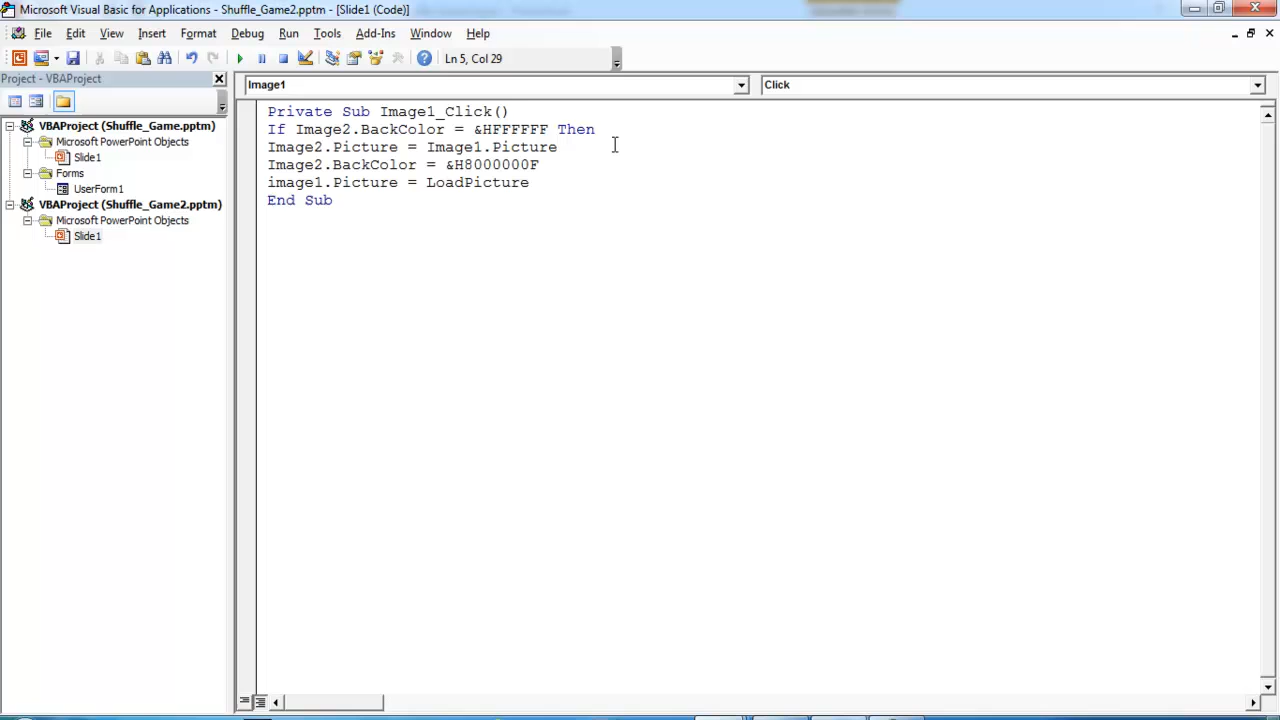 Microsoft Visual Basic for Applications - Shuffle_Game2.pptm - [Slide1 (Code)]
File Edit View Insert Format Debug Run Tools Add-Ins Window Help
Ln 5, Col 29
Project - VBAProject
Image1
Click
VBAProject (Shuffle_Game.pptm)
Microsoft PowerPoint Objects
Slide1
Forms
UserForm1
VBAProject (Shuffle_Game2.pptm)
Microsoft PowerPoint Objects
Slide1
Private Sub Image1_Click()
If Image2.BackColor = &HFFFFFF Then
Image2.Picture = Image1.Picture
Image2.BackColor = &H8000000F
image1.Picture = LoadPicture
End Sub